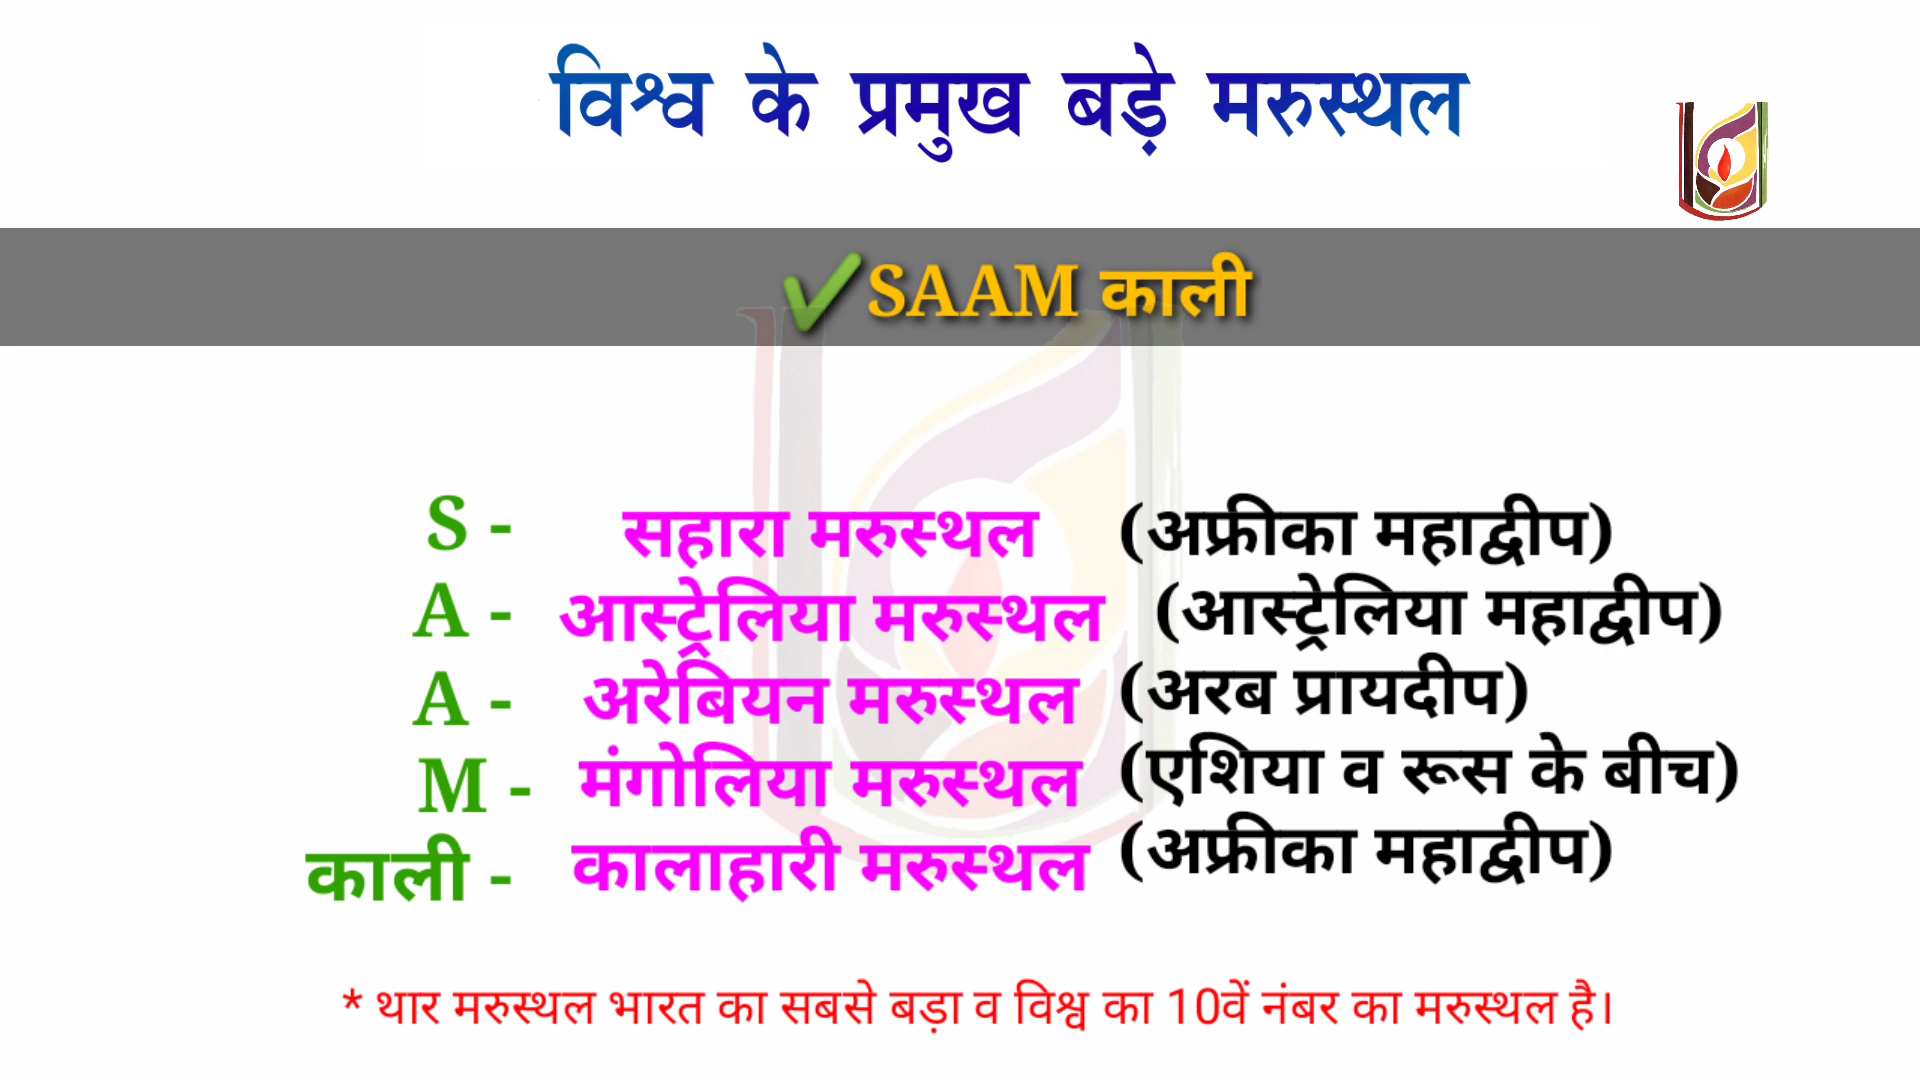 विश्व के प्रमुख बड़े मरुस्थल
✔SAAM काली
S - सहारा मरुस्थल (अफ्रीका महाद्वीप)
A - आस्ट्रेलिया मरुस्थल (आस्ट्रेलिया महाद्वीप)
A - अरेबियन मरुस्थल (अरब प्रायदीप)
M - मंगोलिया मरुस्थल (एशिया व रूस के बीच)
काली - कालाहारी मरुस्थल (अफ्रीका महाद्वीप)
* थार मरुस्थल भारत का सबसे बड़ा व विश्व का 10वें नंबर का मरुस्थल है।